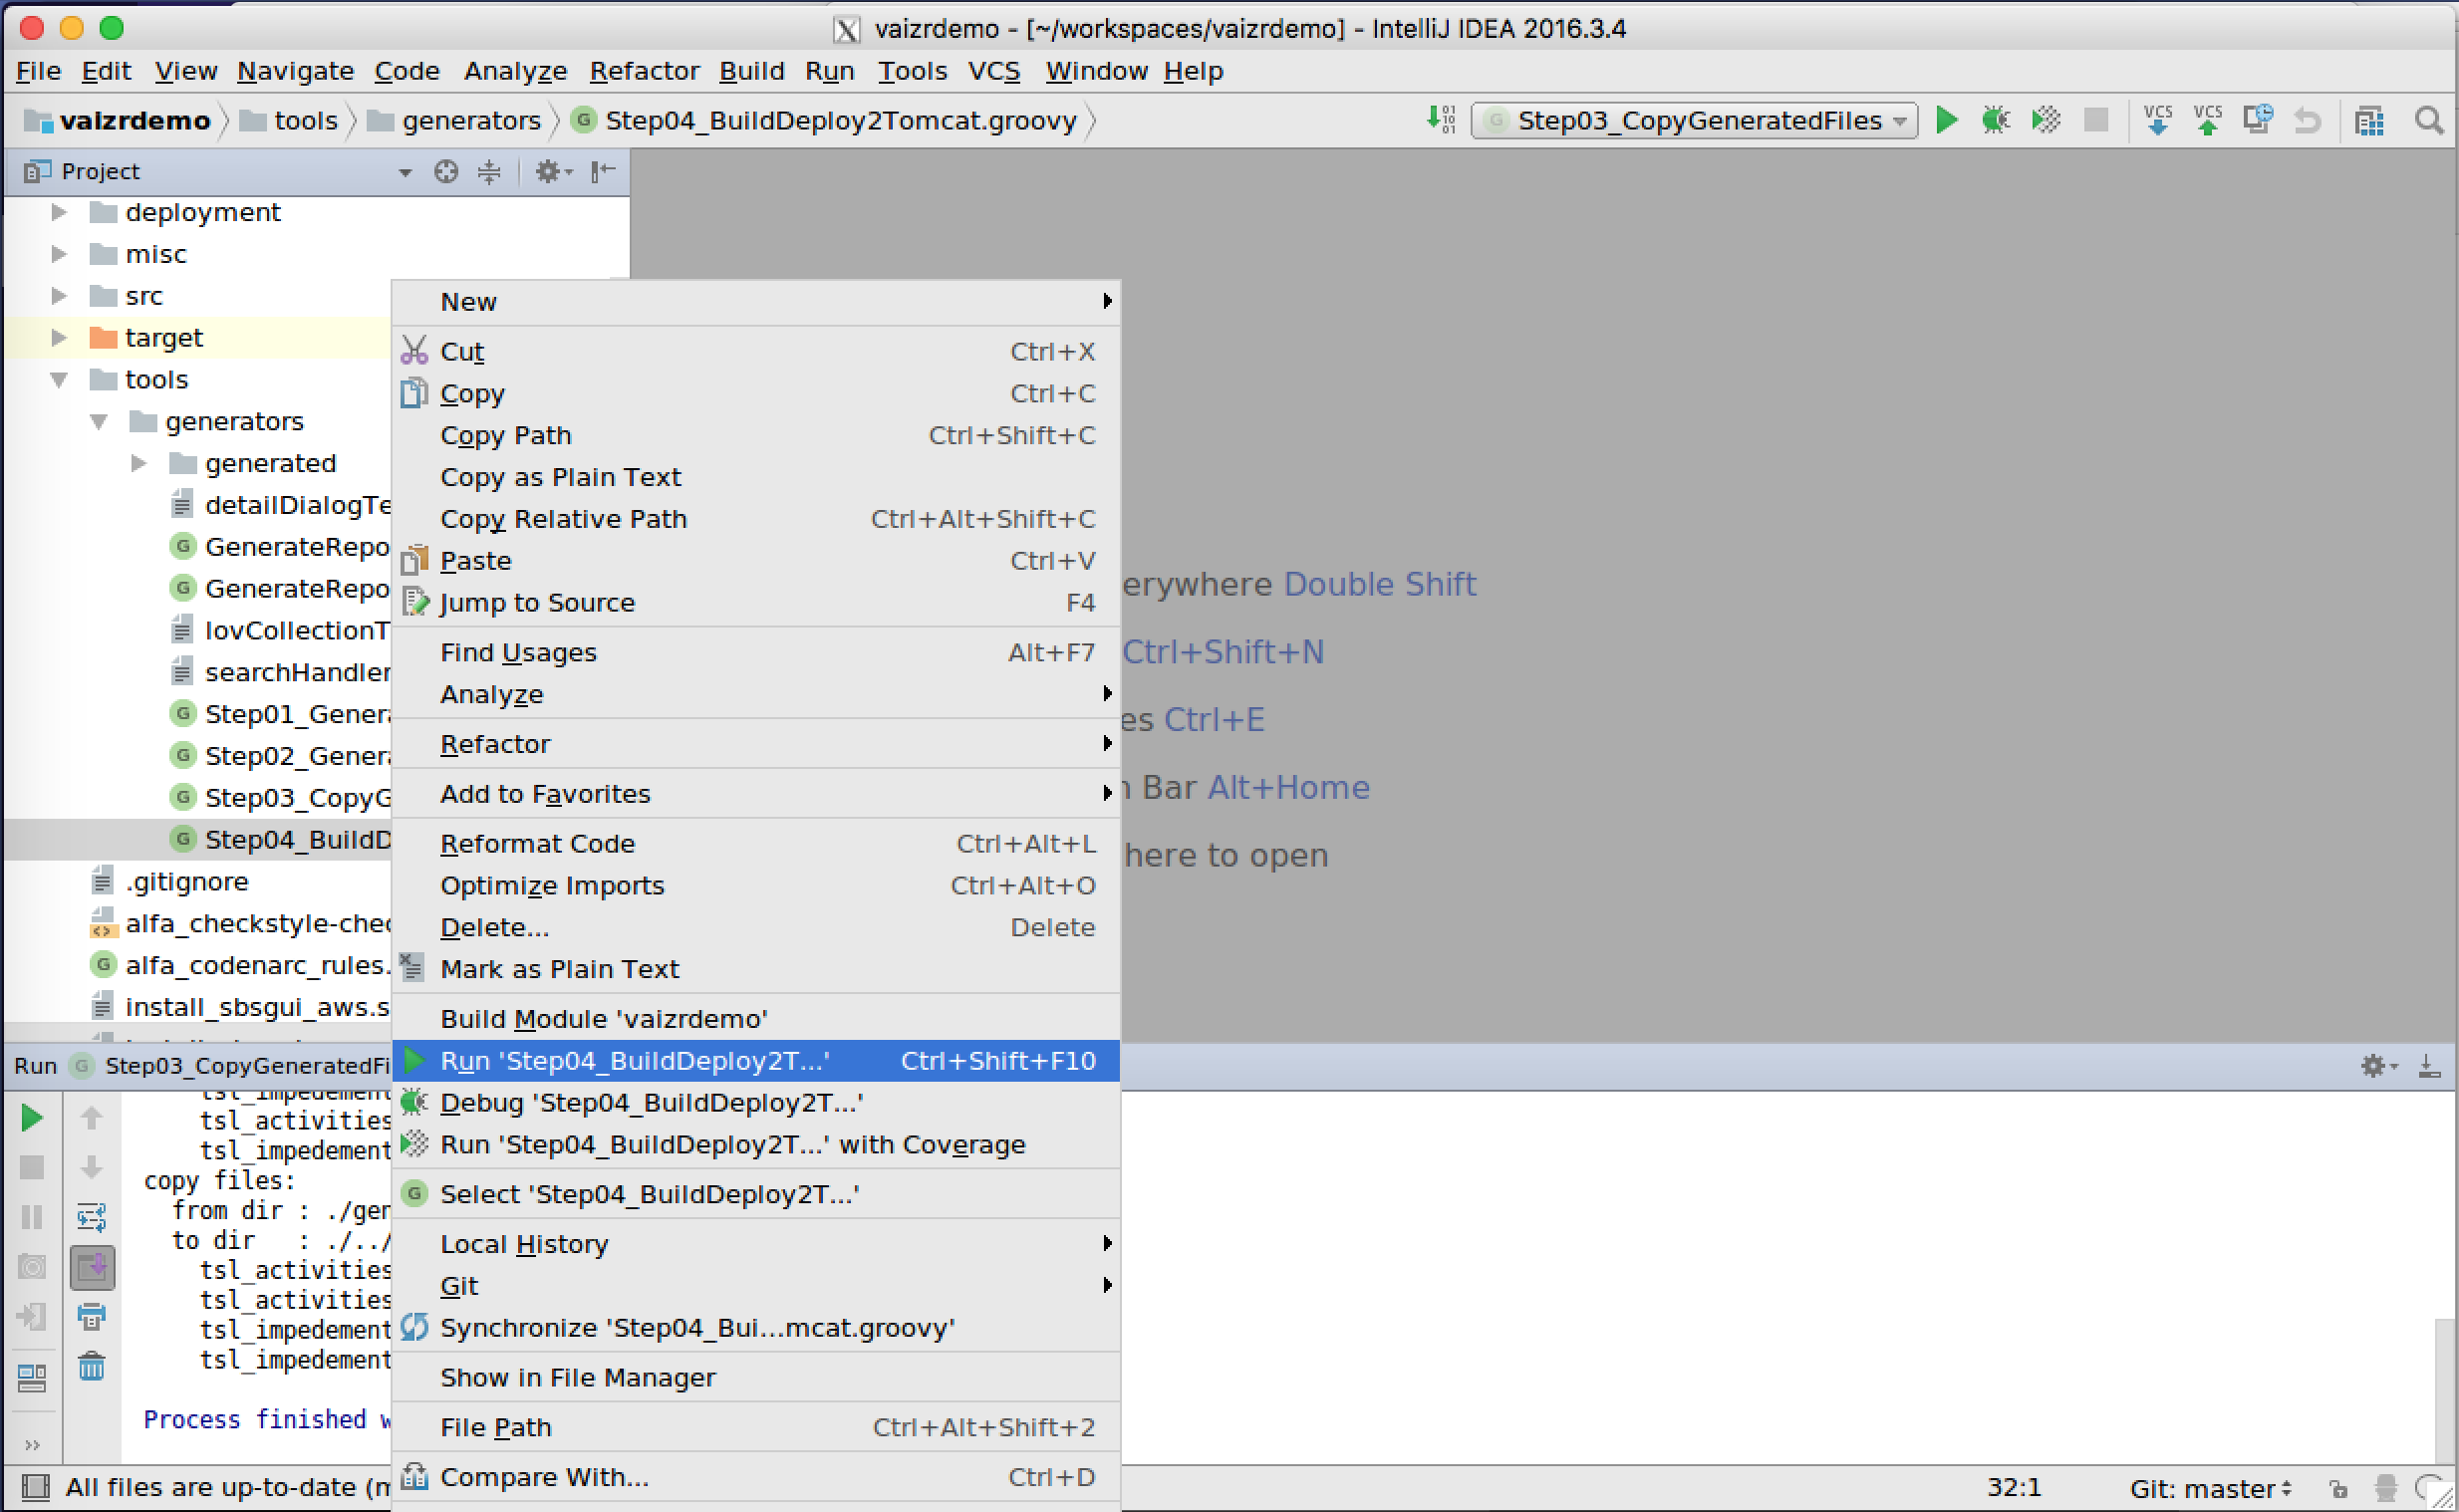 vaizrdemo - [~/workspaces/vaizrdemo] - IntelliJ IDEA 2016.3.4
File Edit View Navigate Code Analyze Refactor Build Run Tools VCS Window Help
vaizrdemo tools generators Step04_BuildDeploy2Tomcat.groovy Step03_CopyGeneratedFiles VCS VCS
Project
deployment
misc
src
target
tools
generators
generated
detailDialogTe
GenerateRepo
GenerateRepo
lovCollectionT
searchHandler
Step01_Genera
Step02_Genera
Step03_CopyG
Step04_BuildD
.gitignore
alfa_checkstyle-chec
alfa_codenarc_rules.
install_sbsgui_aws.s
New
Cut Ctrl+X
Copy Ctrl+C
Copy Path Ctrl+Shift+C
Copy as Plain Text
Copy Relative Path Ctrl+Alt+Shift+C
Paste Ctrl+V
Jump to Source F4
Find Usages Alt+F7
Analyze
Refactor
Add to Favorites
Reformat Code Ctrl+Alt+L
Optimize Imports Ctrl+Alt+O
Delete... Delete
Mark as Plain Text
Build Module 'vaizrdemo'
Run 'Step04_BuildDeploy2T...' Ctrl+Shift+F10
Debug 'Step04_BuildDeploy2T...'
Run 'Step04_BuildDeploy2T...' with Coverage
Select 'Step04_BuildDeploy2T...'
Local History
Git
Synchronize 'Step04_Bui...mcat.groovy'
Show in File Manager
File Path Ctrl+Alt+Shift+2
Compare With... Ctrl+D
erywhere Double Shift
Ctrl+Shift+N
es Ctrl+E
n Bar Alt+Home
here to open
Run Step03_CopyGeneratedFi
tsl_impedement
tsl_activities
tsl_impedement
copy files:
from dir : ./ger
to dir : ./../
tsl_activities
tsl_activities
tsl_impedement
tsl_impedement
Process finished w
All files are up-to-date (m 32:1 Git: master